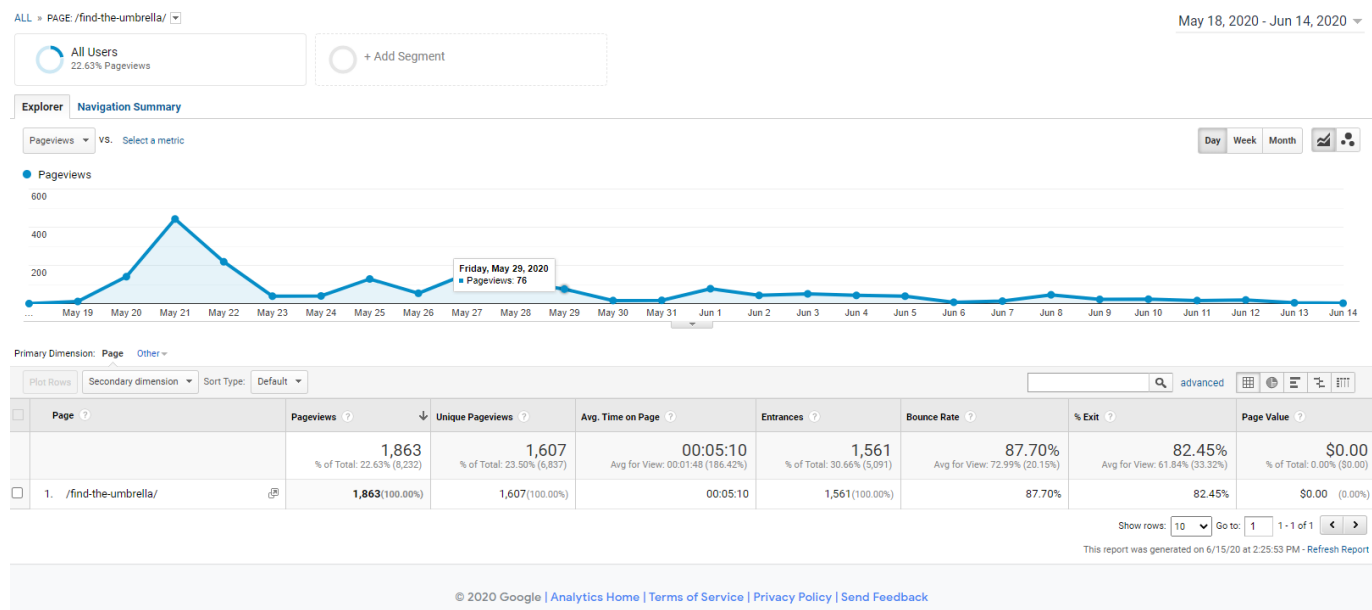 ALL » PAGE: /find-the-umbrella/
May 18, 2020 - Jun 14, 2020
All Users
22.63% Pageviews
+ Add Segment
Explorer Navigation Summary
Pageviews VS. Select a metric
Day Week Month
Pageviews
600
400
200
Friday, May 29, 2020
Pageviews: 76
... May 19 May 20 May 21 May 22 May 23 May 24 May 25 May 26 May 27 May 28 May 29 May 30 May 31 Jun 1 Jun 2 Jun 3 Jun 4 Jun 5 Jun 6 Jun 7 Jun 8 Jun 9 Jun 10 Jun 11 Jun 12 Jun 13 Jun 14
Primary Dimension: Page Other
Plot Rows Secondary dimension Sort Type: Default advanced
Page ? Pageviews ? Unique Pageviews ? Avg. Time on Page ? Entrances ? Bounce Rate ? % Exit ? Page Value ?
1,863 1,607 00:05:10 1,561 87.70% 82.45% $0.00
% of Total: 22.63% (8,232) % of Total: 23.50% (6,837) Avg for View: 00:01:48 (186.42%) % of Total: 30.66% (5,091) Avg for View: 72.99% (20.15%) Avg for View: 61.84% (33.32%) % of Total: 0.00% ($0.00)
1. /find-the-umbrella/ 1,863(100.00%) 1,607(100.00%) 00:05:10 1,561(100.00%) 87.70% 82.45% $0.00 (0.00%)
Show rows: 10 Go to: 1 1 - 1 of 1
This report was generated on 6/15/20 at 2:25:53 PM - Refresh Report
© 2020 Google | Analytics Home | Terms of Service | Privacy Policy | Send Feedback